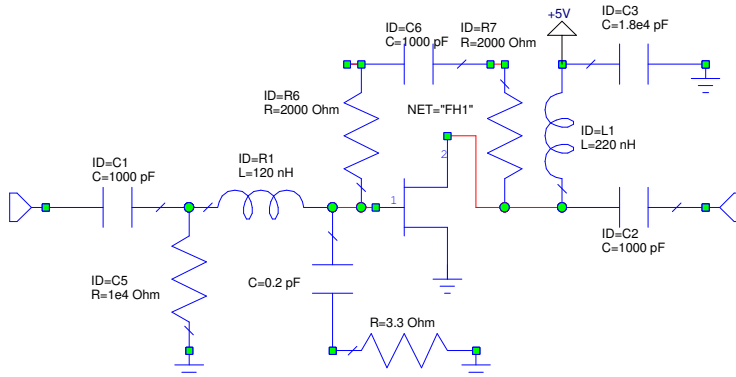 +5V
ID=C3
C=1.8e4 pF
ID=C6
C=1000 pF
ID=R7
R=2000 Ohm
ID=R6
R=2000 Ohm
NET="FH1"
ID=L1
L=220 nH
2
1
ID=C1
C=1000 pF
ID=R1
L=120 nH
ID=C2
C=1000 pF
ID=C5
R=1e4 Ohm
C=0.2 pF
R=3.3 Ohm